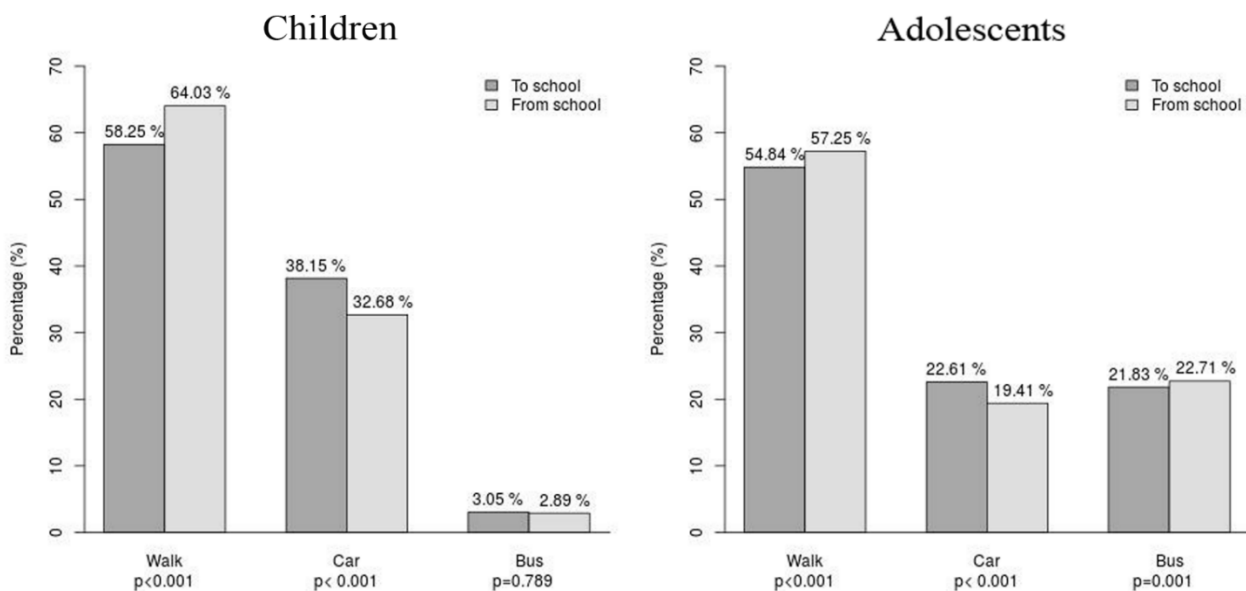 Children
70
60
50
40
30
20
10
0
Percentage (%)
To school
From school
58.25 %
64.03 %
38.15 %
32.68 %
3.05 %
2.89 %
Walk
p<0.001
Car
p< 0.001
Bus
p=0.789
Adolescents
70
60
50
40
30
20
10
0
Percentage (%)
To school
From school
54.84 %
57.25 %
22.61 %
19.41 %
21.83 %
22.71 %
Walk
p<0.001
Car
p< 0.001
Bus
p=0.001